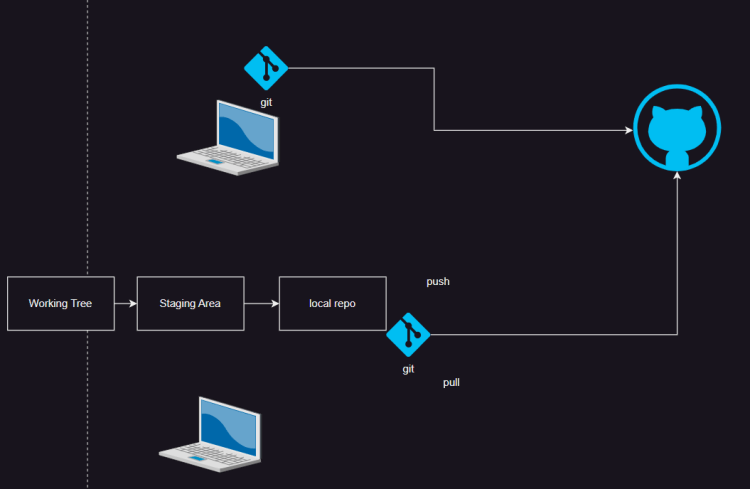 git
push
Working Tree
Staging Area
local repo
git
pull